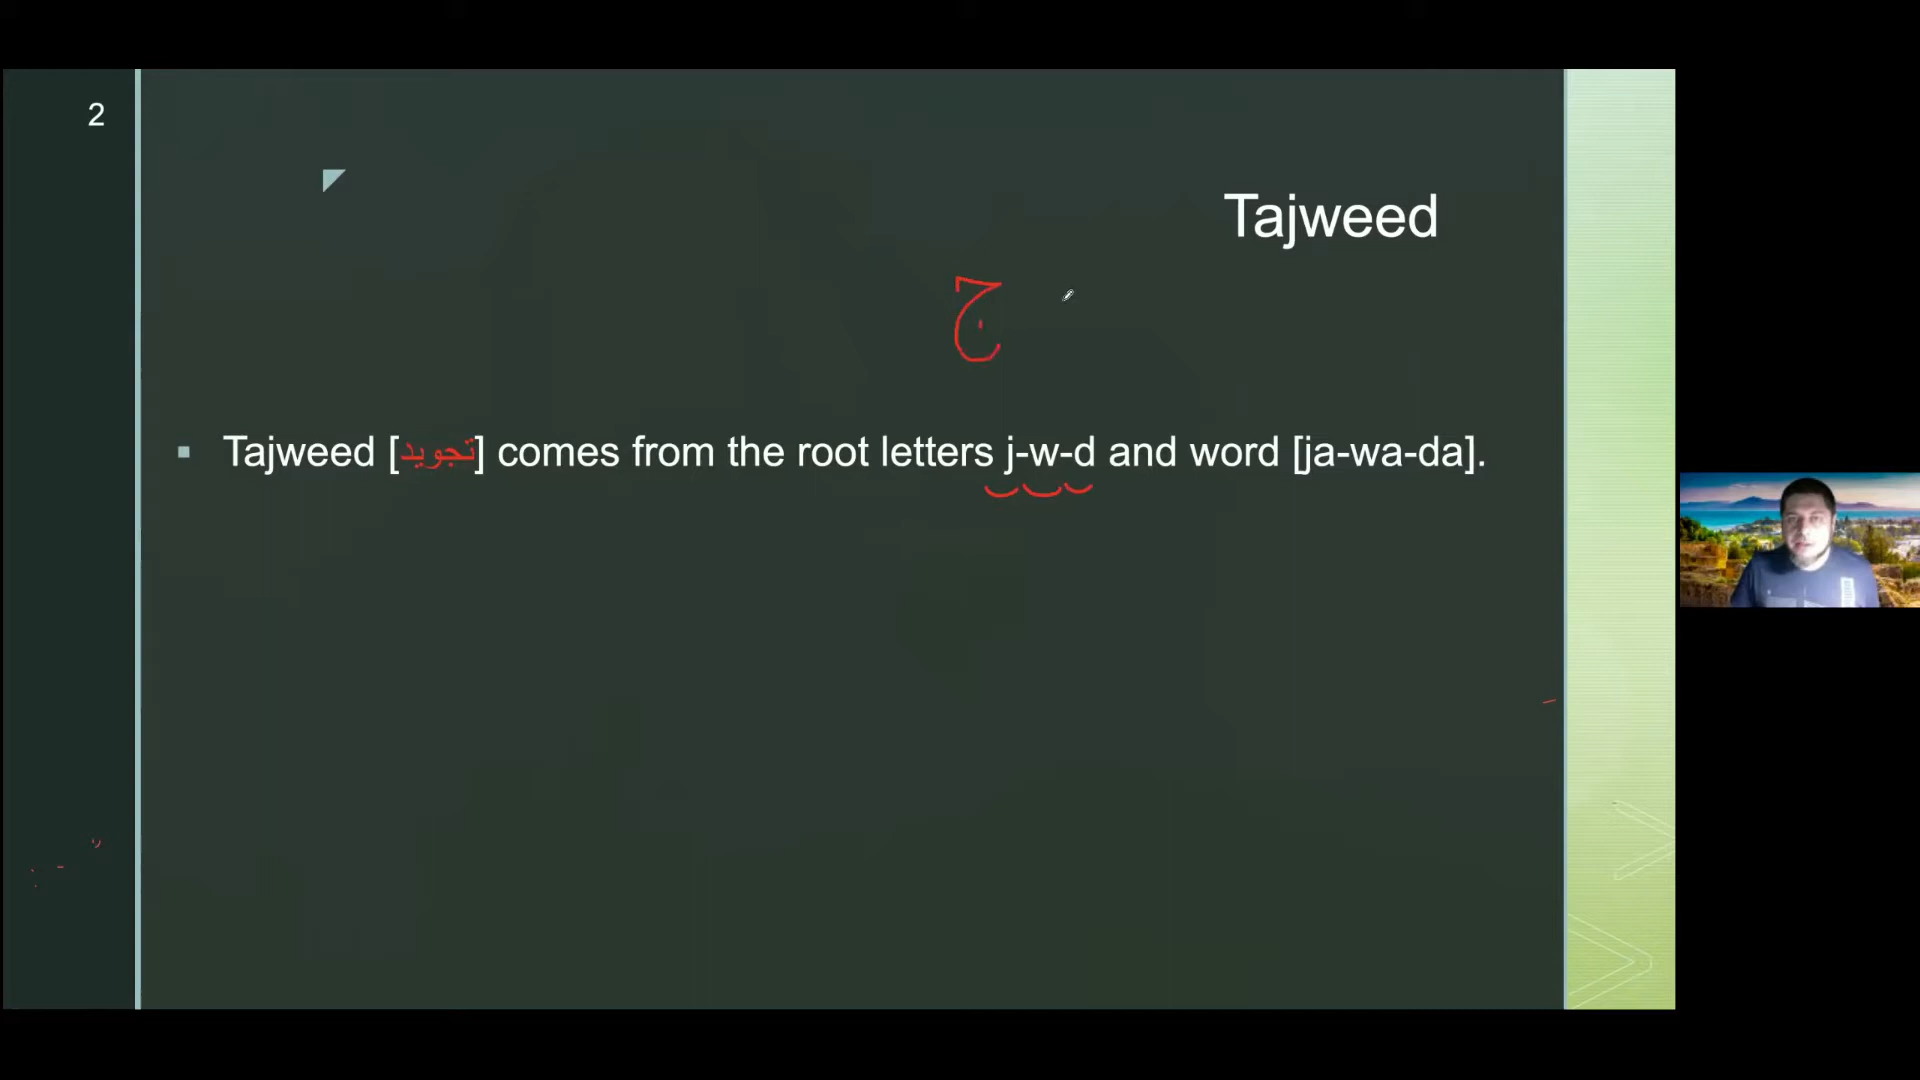 2
Tajweed
ج
▪ Tajweed [تجويد] comes from the root letters j-w-d and word [ja-wa-da].